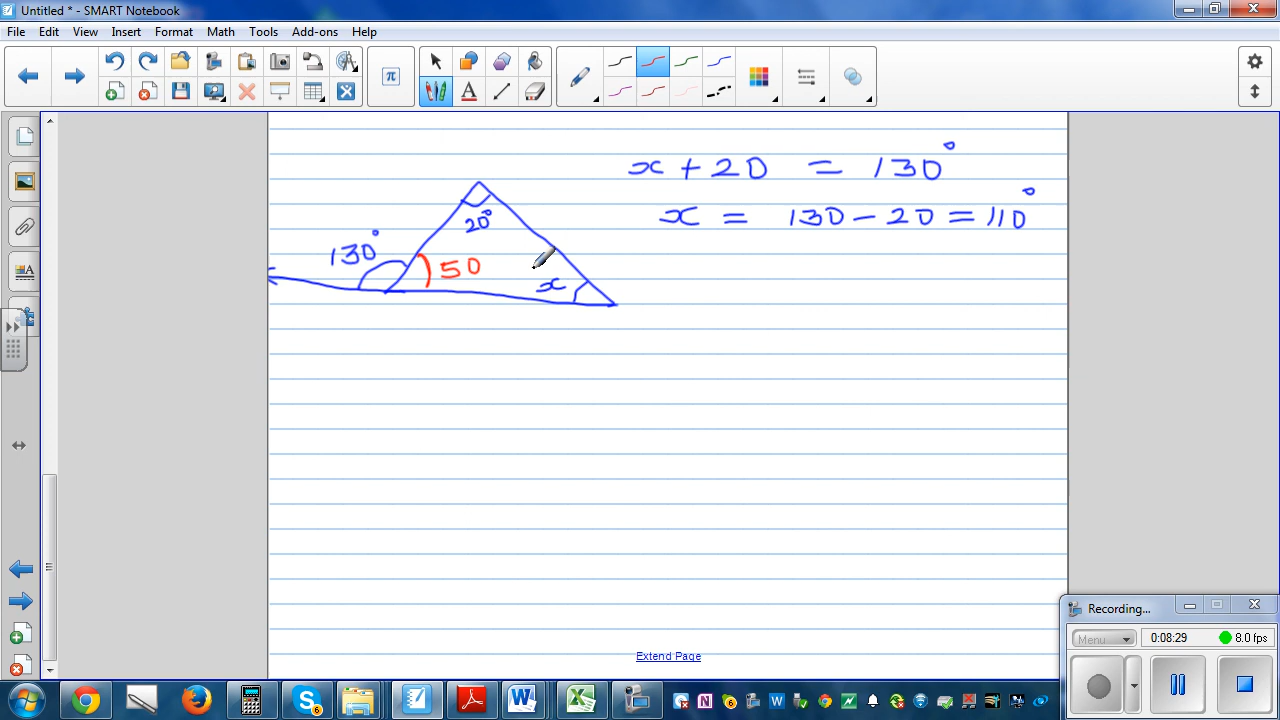 Untitled * - SMART Notebook
File Edit View Insert Format Math Tools Add-ons Help
π
x + 20 = 130°
x = 130 - 20 = 110°
20°
130°
50
x
Extend Page
Recording...
Menu
0:08:29
8.0 fps